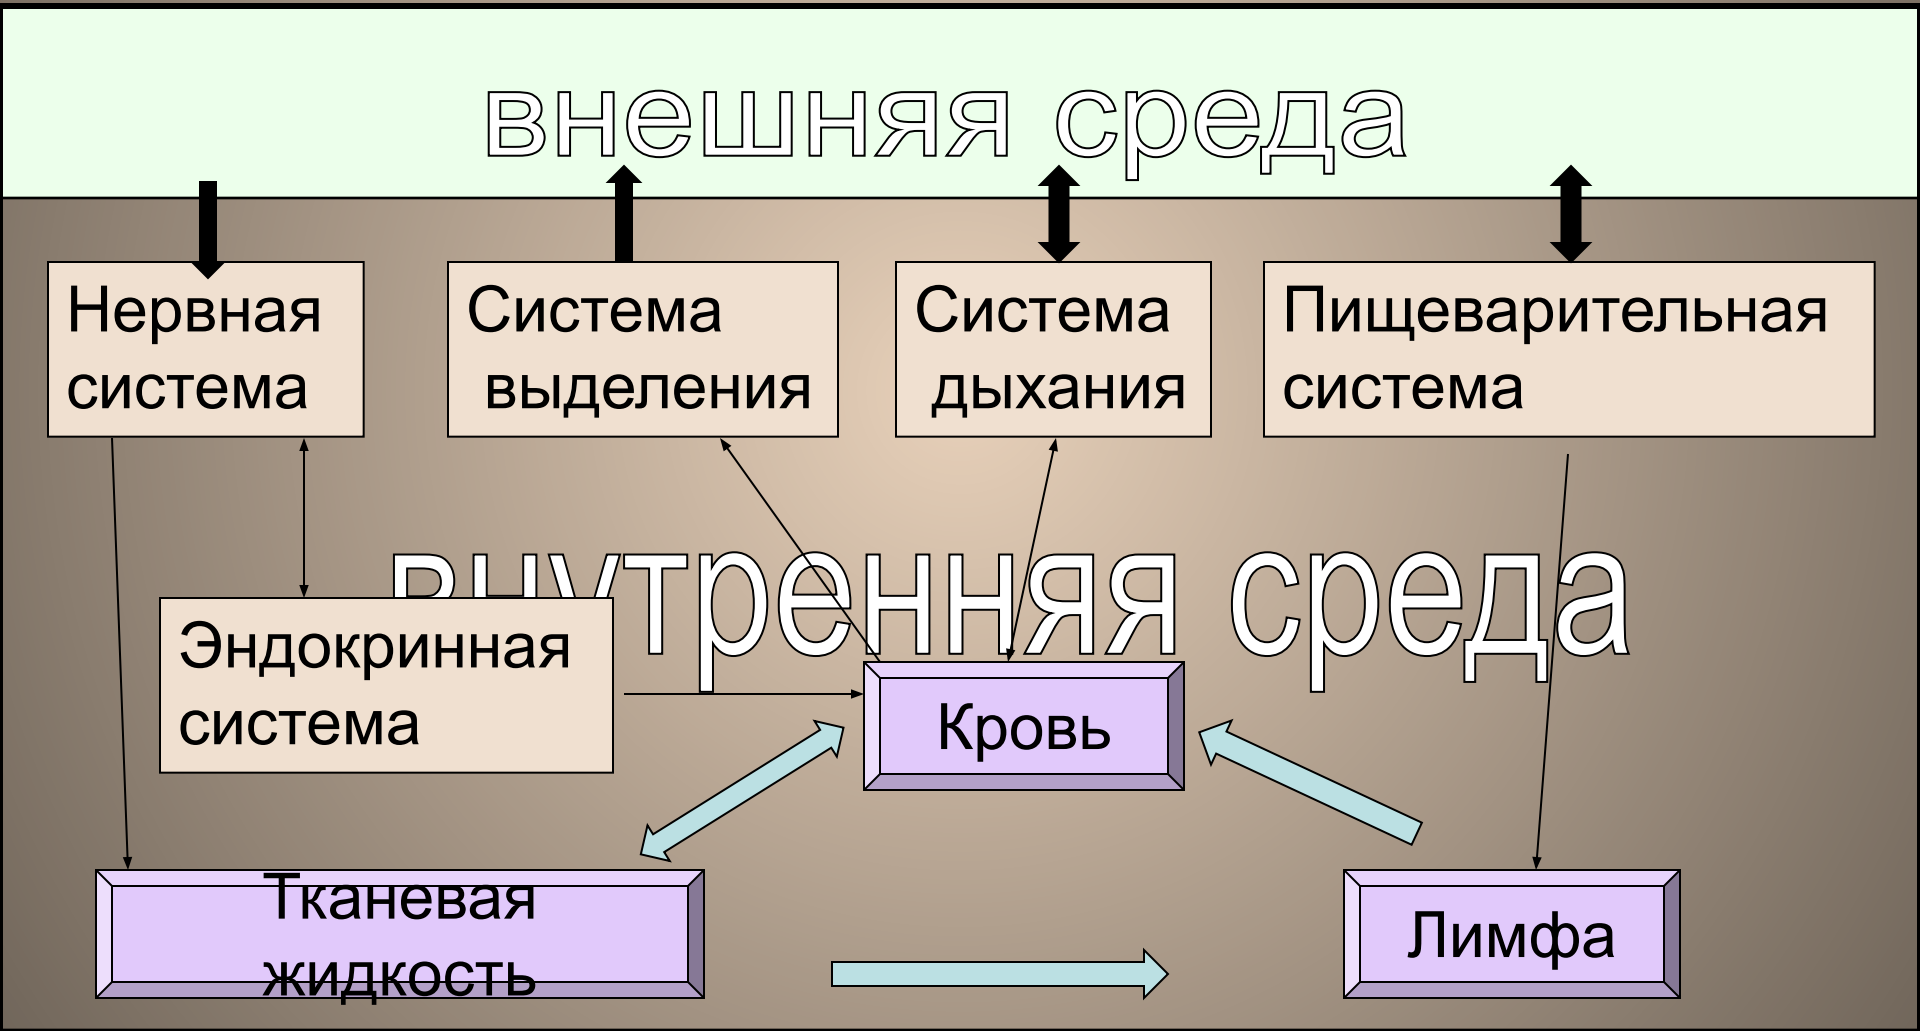 внешняя среда
Нервная
система
Система
выделения
Система
дыхания
Пищеварительная
система
внутренняя среда
Эндокринная
система
Кровь
Тканевая
жидкость
Лимфа